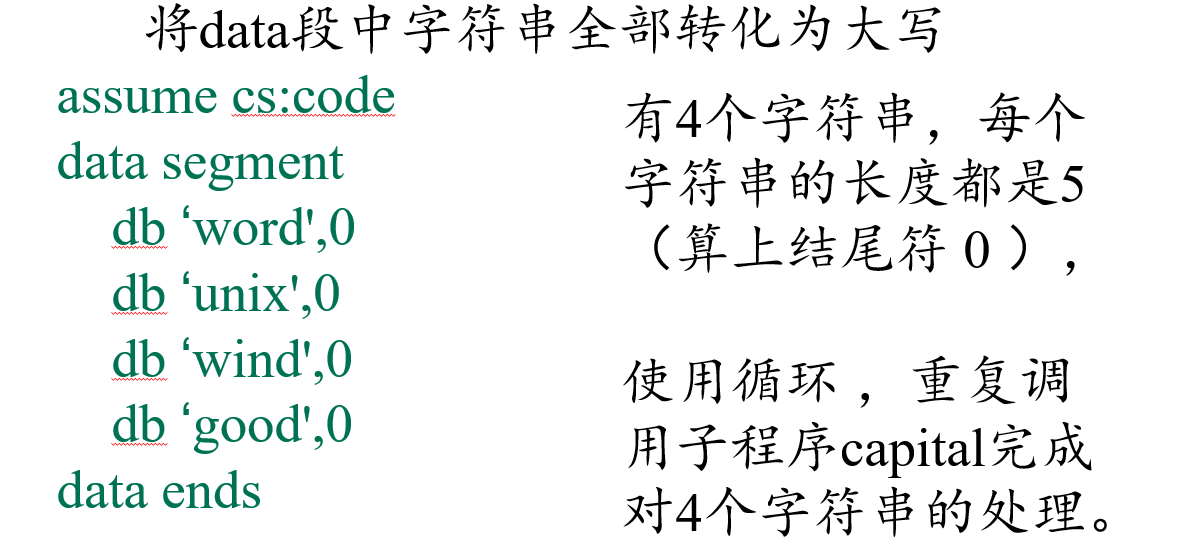 将data段中字符串全部转化为大写
assume cs:code
data segment
db ‘word',0
db ‘unix',0
db ‘wind',0
db ‘good',0
data ends
有4个字符串，每个
字符串的长度都是5
（算上结尾符 0 ），
使用循环 ，重复调
用子程序capital完成
对4个字符串的处理。